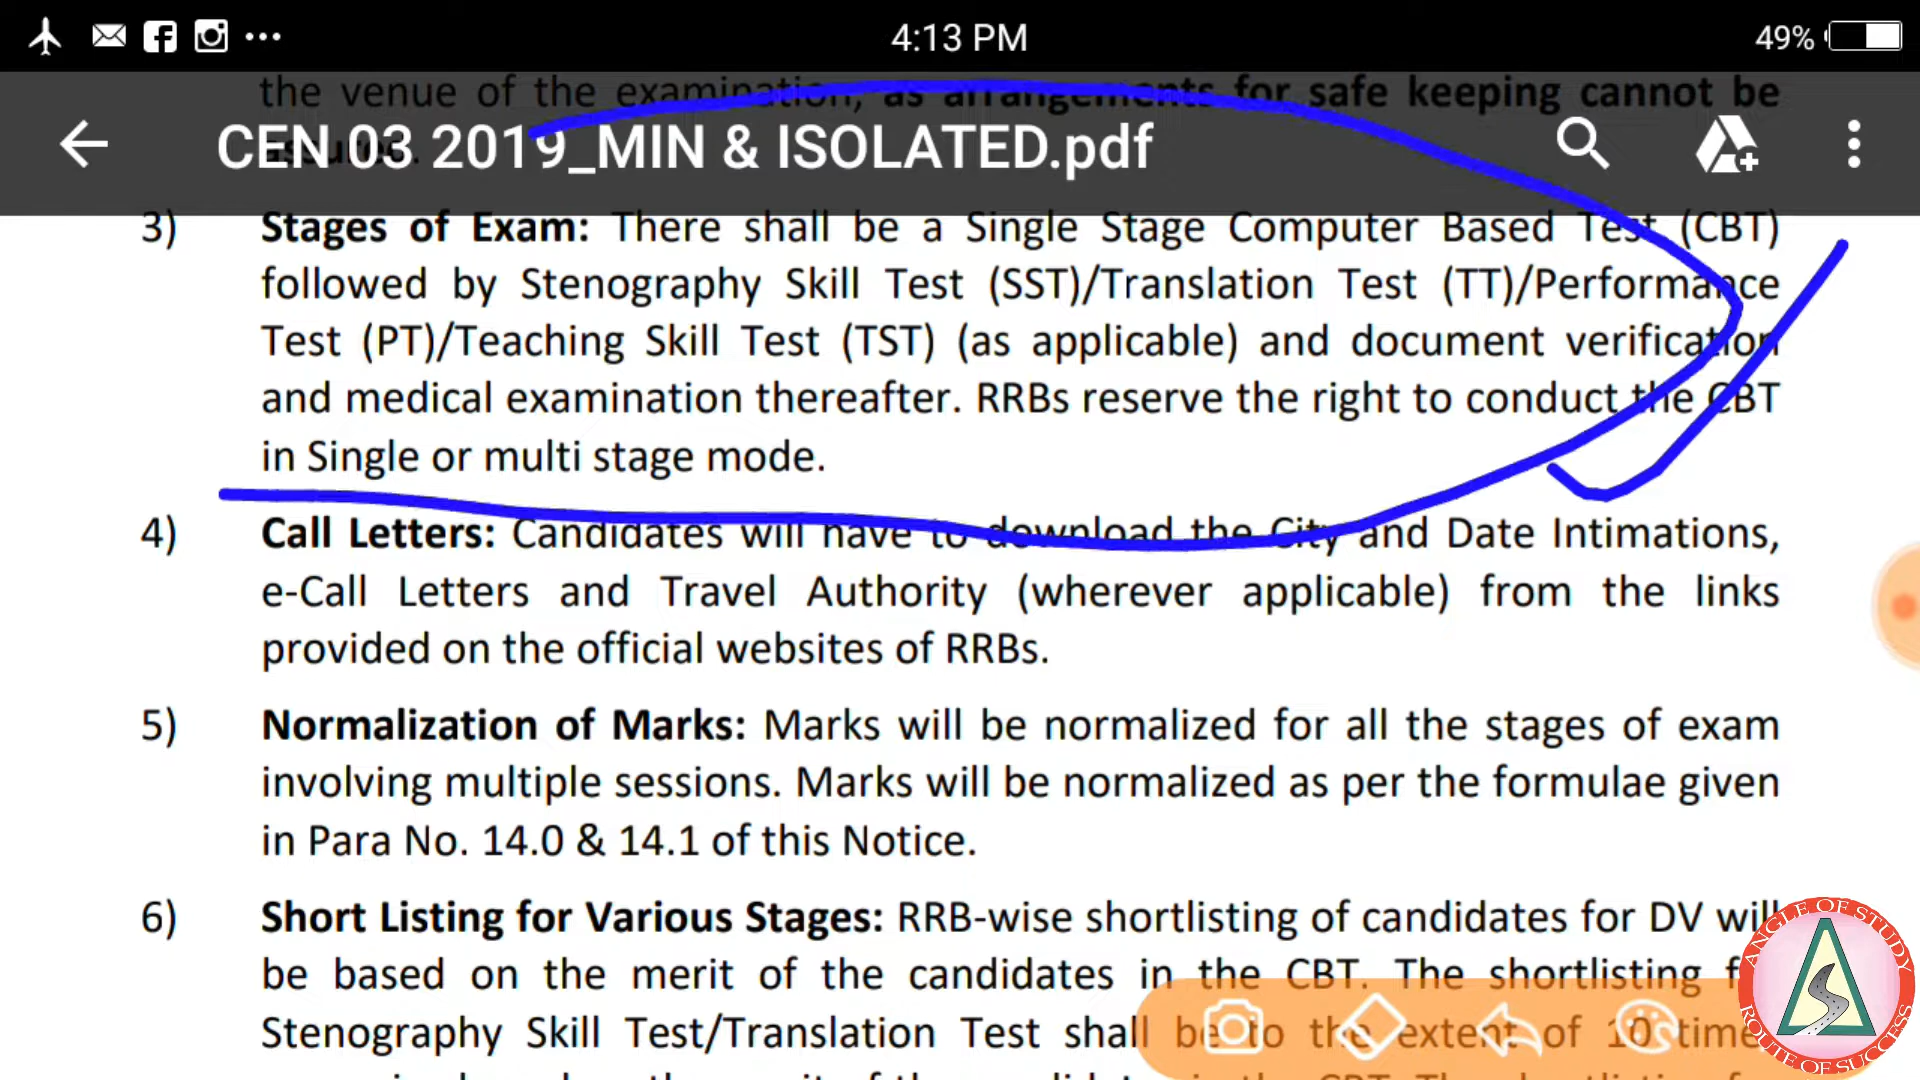 4:13 PM
49%
the venue of the examination, as arrangements for safe keeping cannot be
assured.
CEN 03 2019_MIN & ISOLATED.pdf
3) Stages of Exam: There shall be a Single Stage Computer Based Test (CBT)
followed by Stenography Skill Test (SST)/Translation Test (TT)/Performance
Test (PT)/Teaching Skill Test (TST) (as applicable) and document verification
and medical examination thereafter. RRBs reserve the right to conduct the CBT
in Single or multi stage mode.
4) Call Letters: Candidates will have to download the City and Date Intimations,
e-Call Letters and Travel Authority (wherever applicable) from the links
provided on the official websites of RRBs.
5) Normalization of Marks: Marks will be normalized for all the stages of exam
involving multiple sessions. Marks will be normalized as per the formulae given
in Para No. 14.0 & 14.1 of this Notice.
6) Short Listing for Various Stages: RRB-wise shortlisting of candidates for DV will
be based on the merit of the candidates in the CBT. The shortlisting
Stenography Skill Test/Translation Test shall be to the extent of 10 time
ANGLE OF STUDY
ROUTE OF SUCCESS